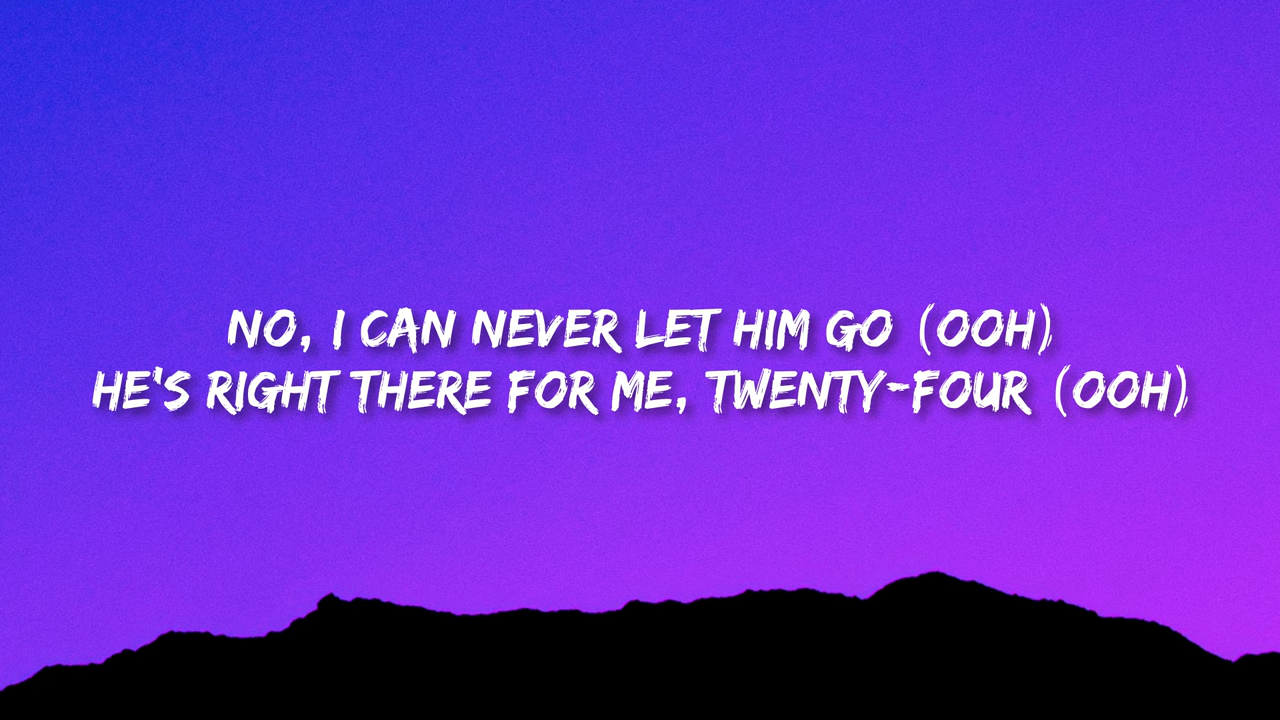 NO, I CAN NEVER LET HIM GO (OOH)
HE'S RIGHT THERE FOR ME, TWENTY-FOUR (OOH)